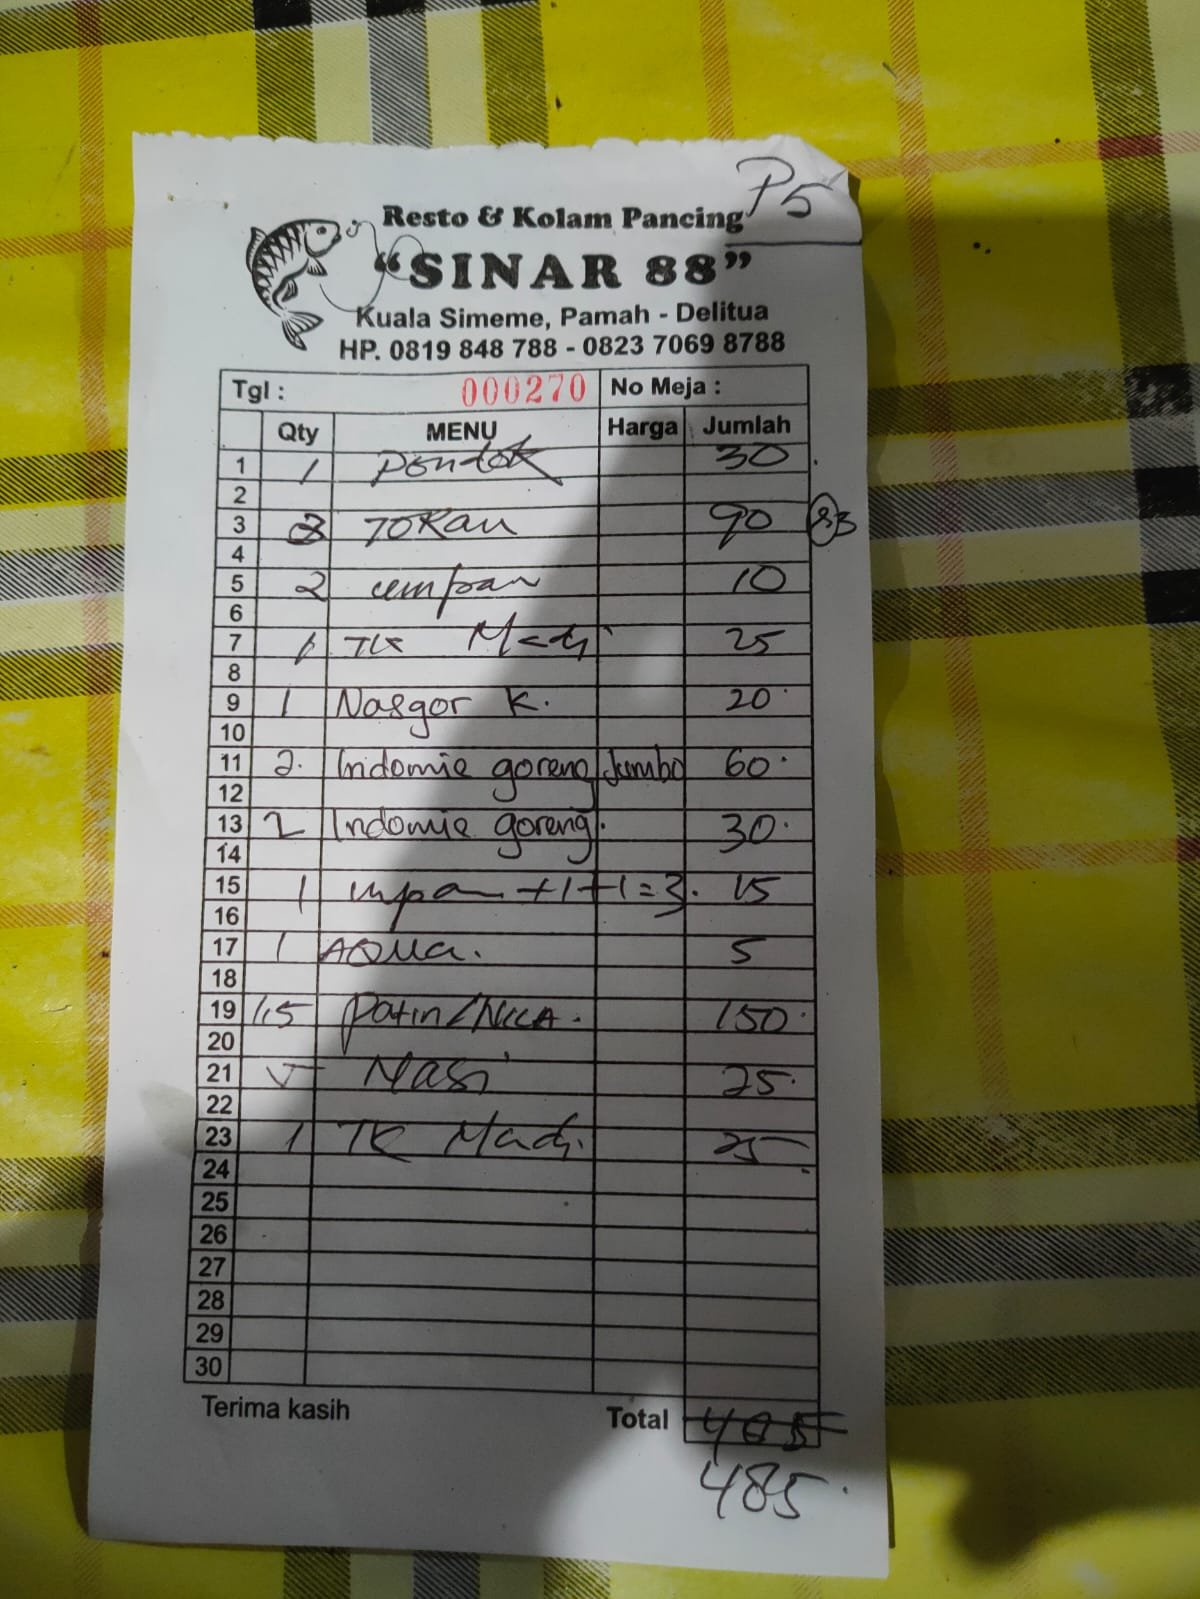 P5
Resto & Kolam Pancing
"SINAR 88"
Kuala Simeme, Pamah - Delitua
HP. 0819 848 788 - 0823 7069 8788
Tgl : 000270 No Meja :
Qty MENU Harga Jumlah
1 1 Pondok 30
2
3 3 TOKau 90 83
4
5 2 umpan 10
6
7 1 TK Madi 25
8
9 1 Nasgor K. 20
10
11 2. Indomie goreng Jumbo 60
12
13 2 Indomie goreng. 30
14
15 1 umpan +1+1=3. 15
16
17 1 AQUA. 5
18
19 1,5 Patin/NILA. 150
20
21 5 Nasi 25
22
23 1 TK Madi. 25
24
25
26
27
28
29
30
Terima kasih Total
485